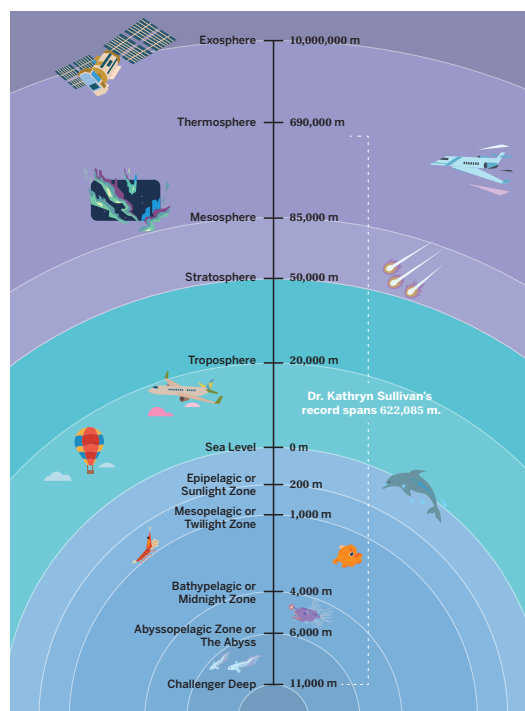 Exosphere 10,000,000 m
Thermosphere 690,000 m
Mesosphere 85,000 m
Stratosphere 50,000 m
Troposphere 20,000 m
Dr. Kathryn Sullivan's
record spans 622,085 m.
Sea Level 0 m
Epipelagic or
Sunlight Zone 200 m
Mesopelagic or
Twilight Zone 1,000 m
Bathypelagic or
Midnight Zone 4,000 m
Abyssopelagic Zone or
The Abyss 6,000 m
Challenger Deep 11,000 m